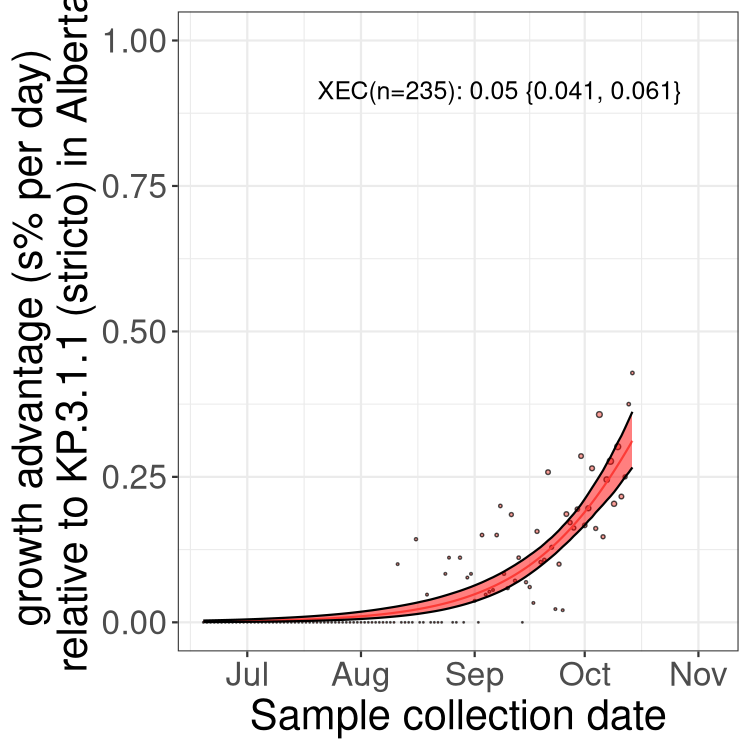 growth advantage (s% per day)
relative to KP.3.1.1 (stricto) in Alberta
1.00
0.75
0.50
0.25
0.00
XEC(n=235): 0.05 {0.041, 0.061}
Jul Aug Sep Oct Nov
Sample collection date